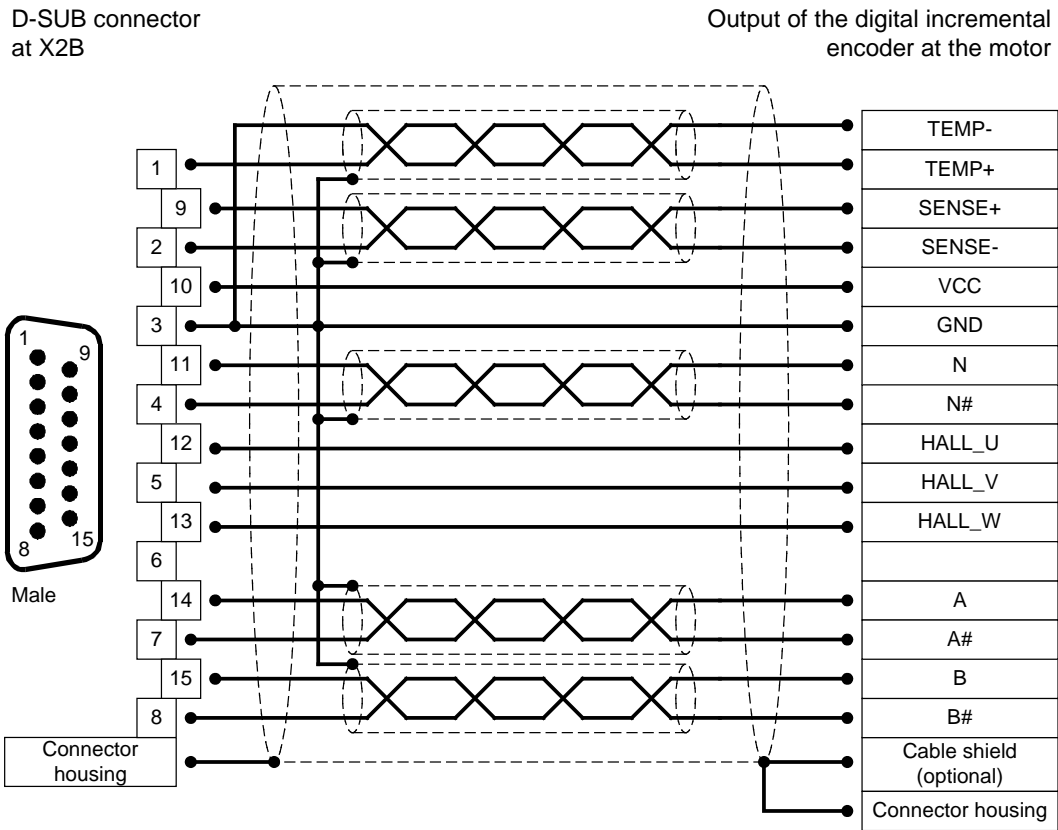 D-SUB connector
at X2B
Output of the digital incremental
encoder at the motor
TEMP-
1
TEMP+
9
SENSE+
2
SENSE-
10
VCC
3
GND
11
N
4
N#
12
HALL_U
5
HALL_V
13
HALL_W
6
14
A
7
A#
15
B
8
B#
1
9
8
15
Male
Connector
housing
Cable shield
(optional)
Connector housing